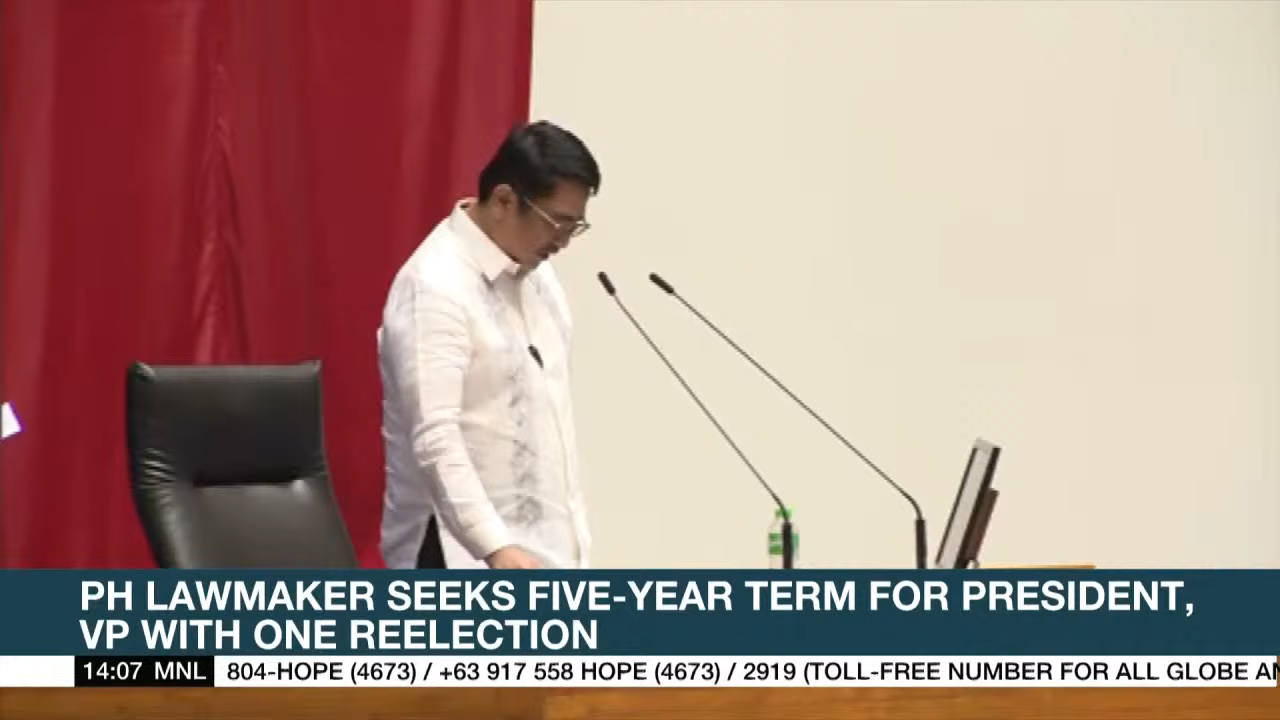 PH LAWMAKER SEEKS FIVE-YEAR TERM FOR PRESIDENT,
VP WITH ONE REELECTION
14:07 MNL 804-HOPE (4673) / +63 917 558 HOPE (4673) / 2919 (TOLL-FREE NUMBER FOR ALL GLOBE